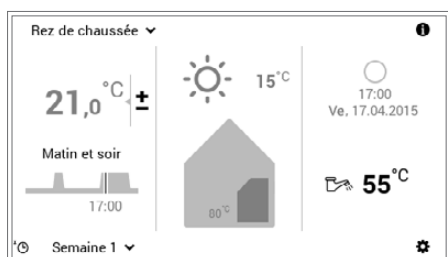 Rez de chaussée
21,0°C ±
15°C
17:00
Ve, 17.04.2015
Matin et soir
17:00
80°C
55°C
Semaine 1